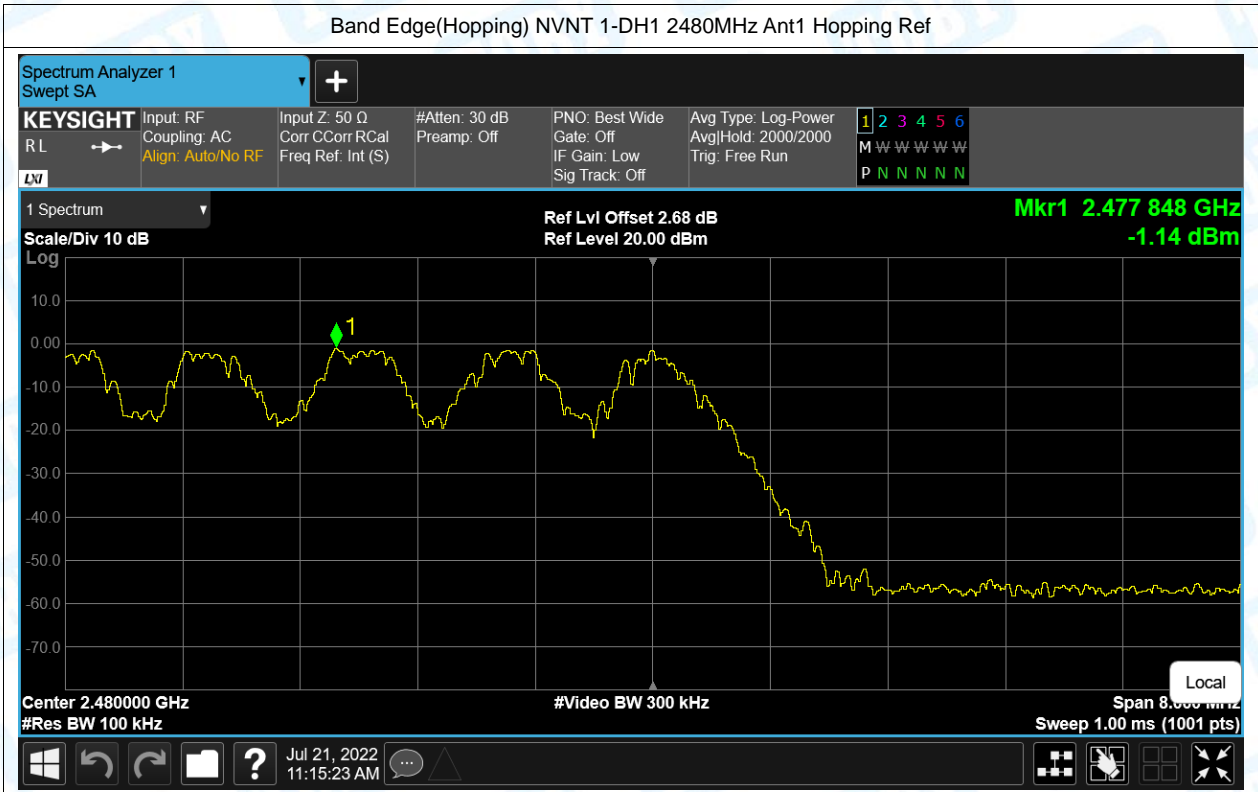 Band Edge(Hopping) NVNT 1-DH1 2480MHz Ant1 Hopping Ref
Spectrum Analyzer 1
Swept SA
+
KEYSIGHT
RL
LXI
Input: RF
Coupling: AC
Align: Auto/No RF
Input Z: 50 Ω
Corr CCorr RCal
Freq Ref: Int (S)
#Atten: 30 dB
Preamp: Off
PNO: Best Wide
Gate: Off
IF Gain: Low
Sig Track: Off
Avg Type: Log-Power
Avg|Hold: 2000/2000
Trig: Free Run
1 2 3 4 5 6
M W W W W W
P N N N N N
1 Spectrum
Scale/Div 10 dB
Ref Lvl Offset 2.68 dB
Ref Level 20.00 dBm
Mkr1 2.477 848 GHz
-1.14 dBm
Log
10.0
0.00
-10.0
-20.0
-30.0
-40.0
-50.0
-60.0
-70.0
1
Local
Center 2.480000 GHz
#Video BW 300 kHz
Span 8.000 MHz
#Res BW 100 kHz
Sweep 1.00 ms (1001 pts)
?
Jul 21, 2022
11:15:23 AM